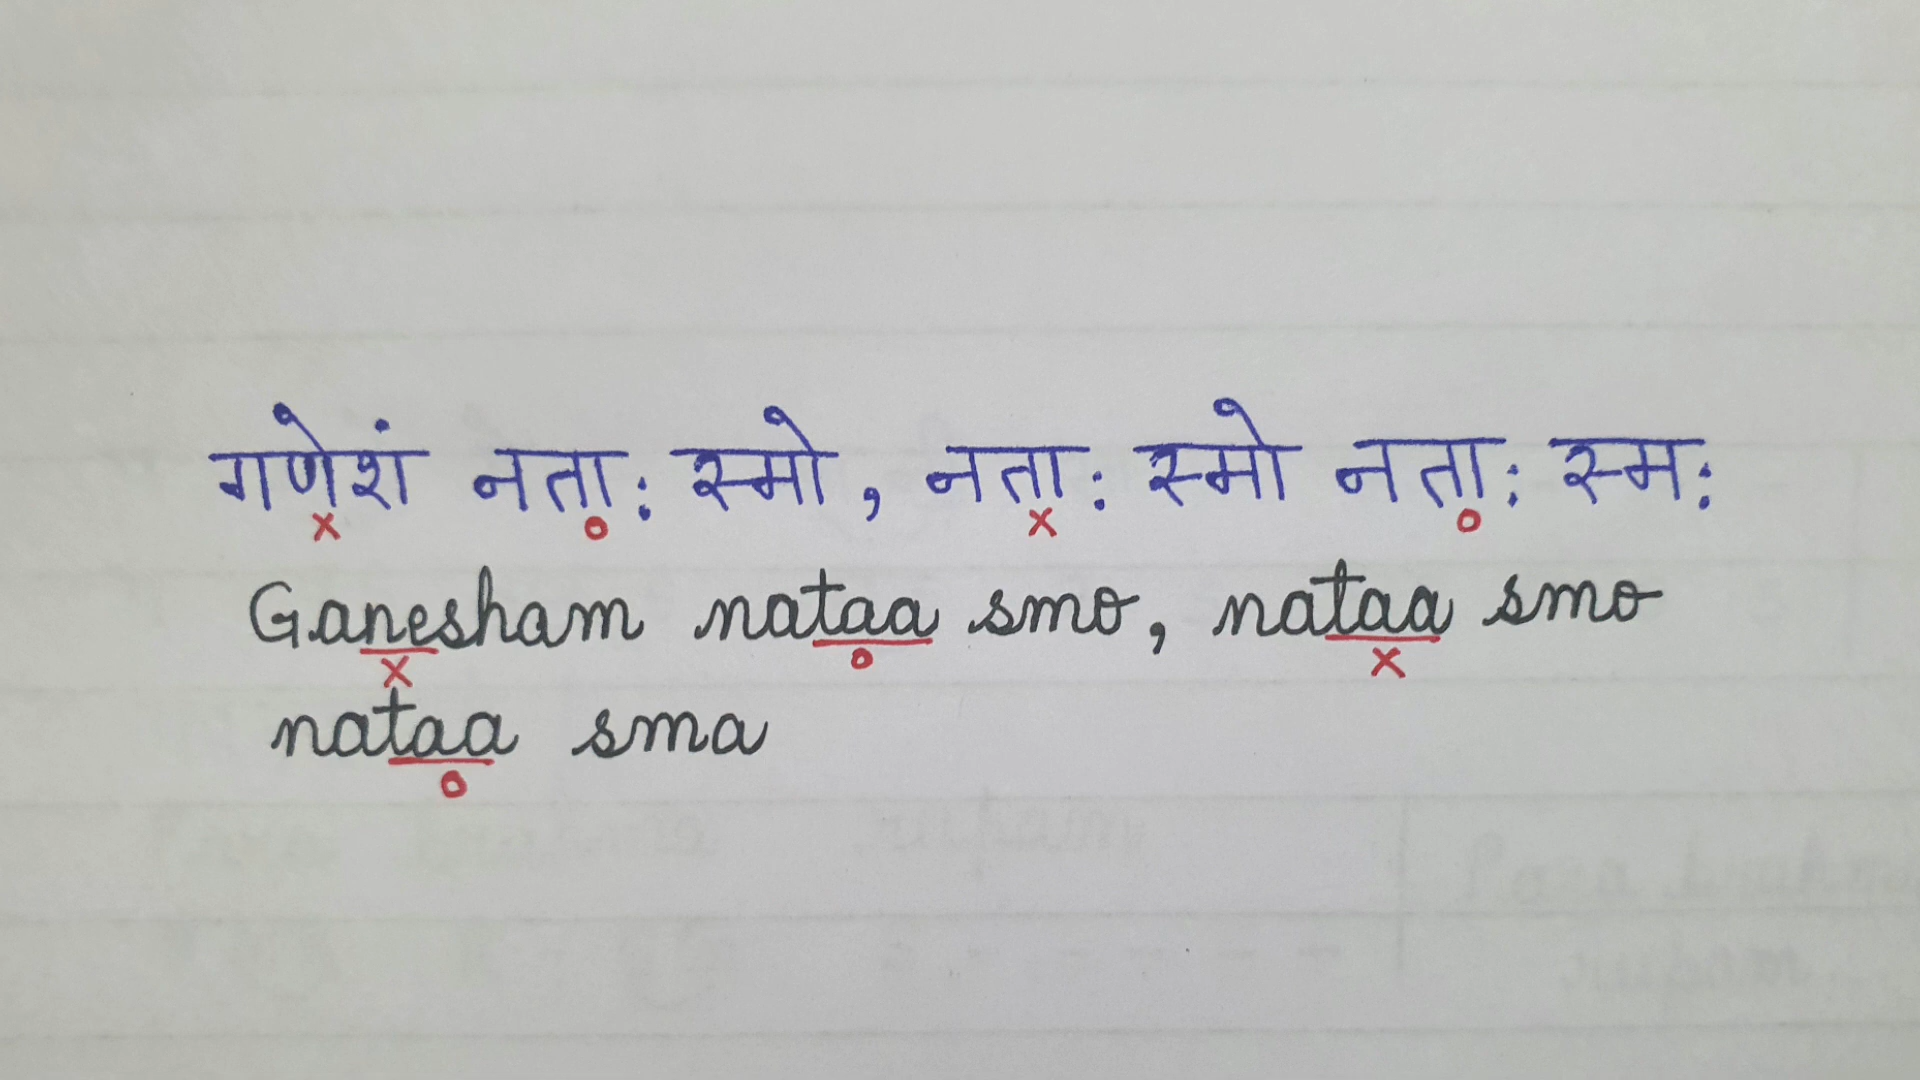 गणेशं नताः स्मो, नताः स्मो नताः स्मः
x o x o
Ganesham nataa smo, nataa smo
x o x
nataa sma
o